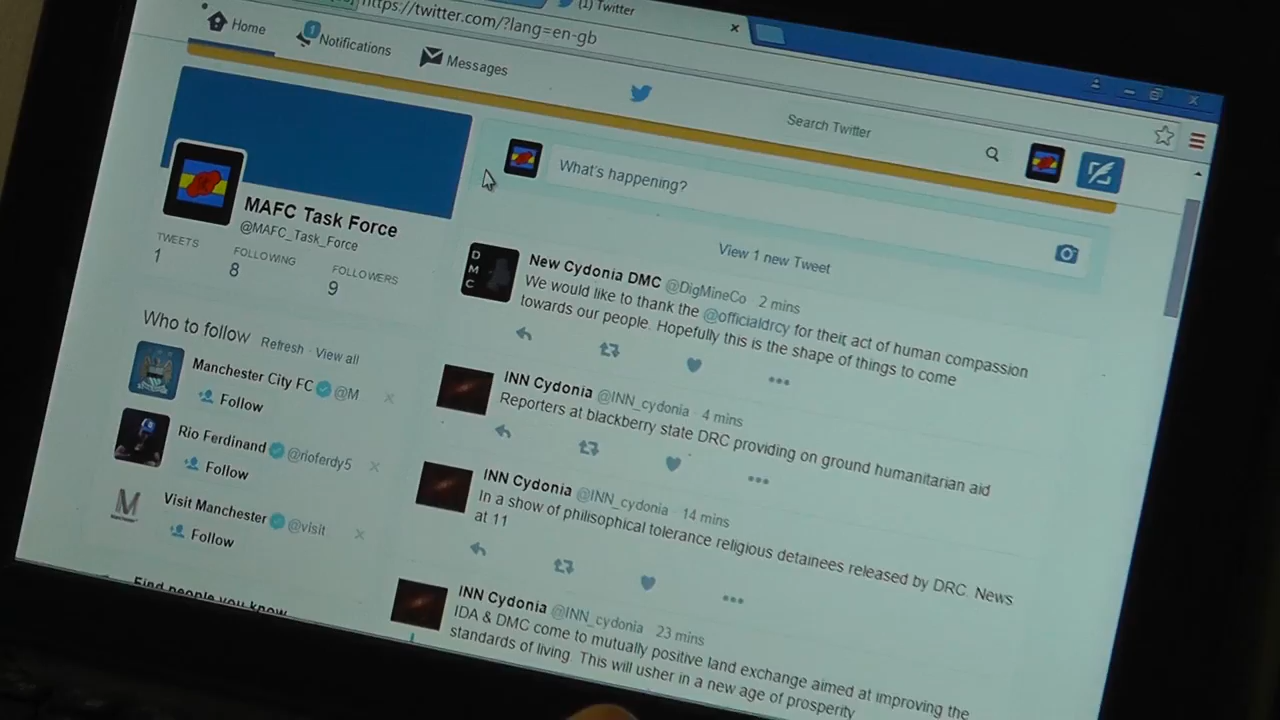 (1) Twitter
https://twitter.com/?lang=en-gb
Home
1
Notifications
Messages
Search Twitter
What's happening?
MAFC Task Force
@MAFC_Task_Force
TWEETS
1
FOLLOWING
8
FOLLOWERS
9
View 1 new Tweet
Who to follow Refresh · View all
Manchester City FC @M
Follow
Rio Ferdinand @rioferdy5
Follow
Visit Manchester @visit
Follow
Find people you know
DMC
New Cydonia DMC @DigMineCo 2 mins
We would like to thank the @officialdrcy for their act of human compassion
towards our people. Hopefully this is the shape of things to come
INN Cydonia @INN_cydonia · 4 mins
Reporters at blackberry state DRC providing on ground humanitarian aid
INN Cydonia @INN_cydonia · 14 mins
In a show of philisophical tolerance religious detainees released by DRC. News
at 11
INN Cydonia @INN_cydonia 23 mins
IDA & DMC come to mutually positive land exchange aimed at improving the
standards of living. This will usher in a new age of prosperity